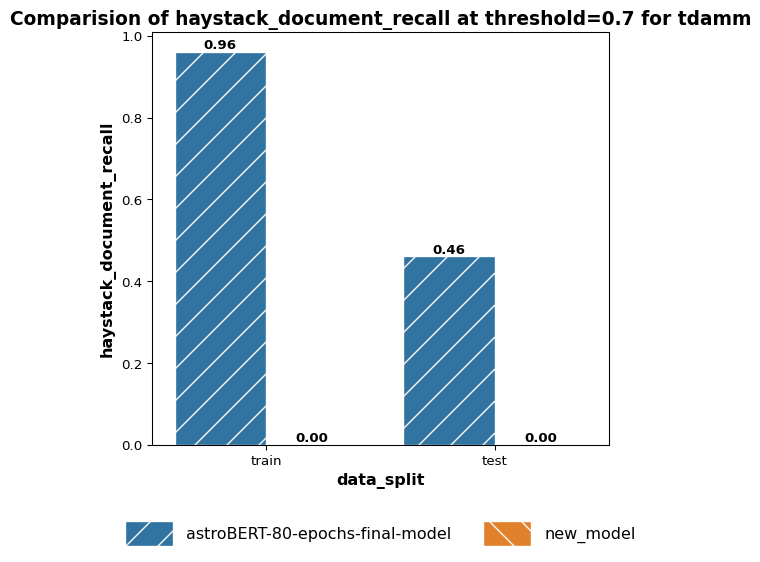 Comparision of haystack_document_recall at threshold=0.7 for tdamm
1.0
0.8
0.6
0.4
0.2
0.0
haystack_document_recall
0.96
0.00
0.46
0.00
train
test
data_split
astroBERT-80-epochs-final-model
new_model